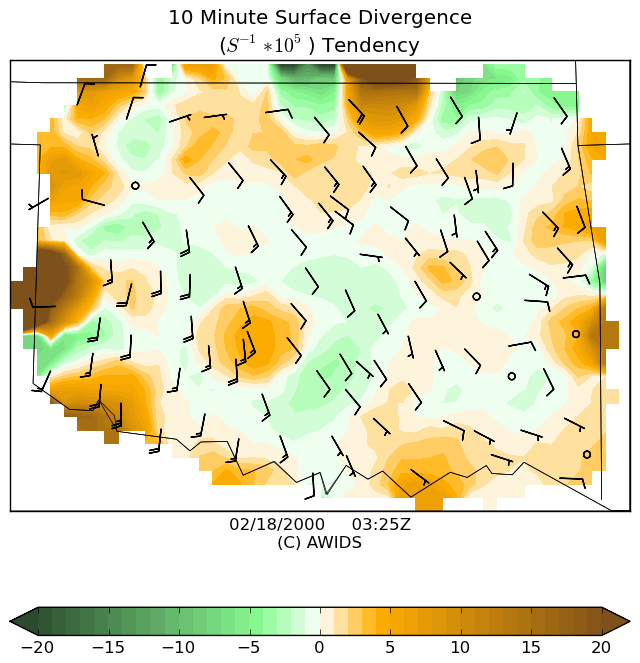 10 Minute Surface Divergence
(S⁻¹ *10⁵ ) Tendency
02/18/2000 03:25Z
(C) AWIDS
−20 −15 −10 −5 0 5 10 15 20